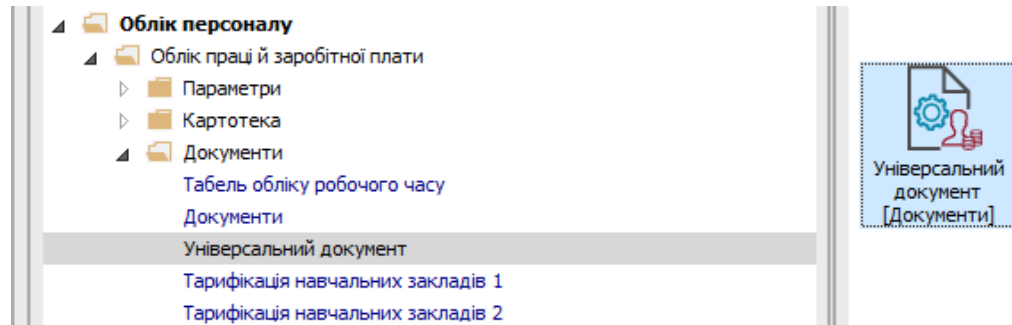 Облік персоналу
Облік праці й заробітної плати
Параметри
Картотека
Документи
Табель обліку робочого часу
Документи
Універсальний документ
Тарифікація навчальних закладів 1
Тарифікація навчальних закладів 2
Універсальний
документ
[Документи]